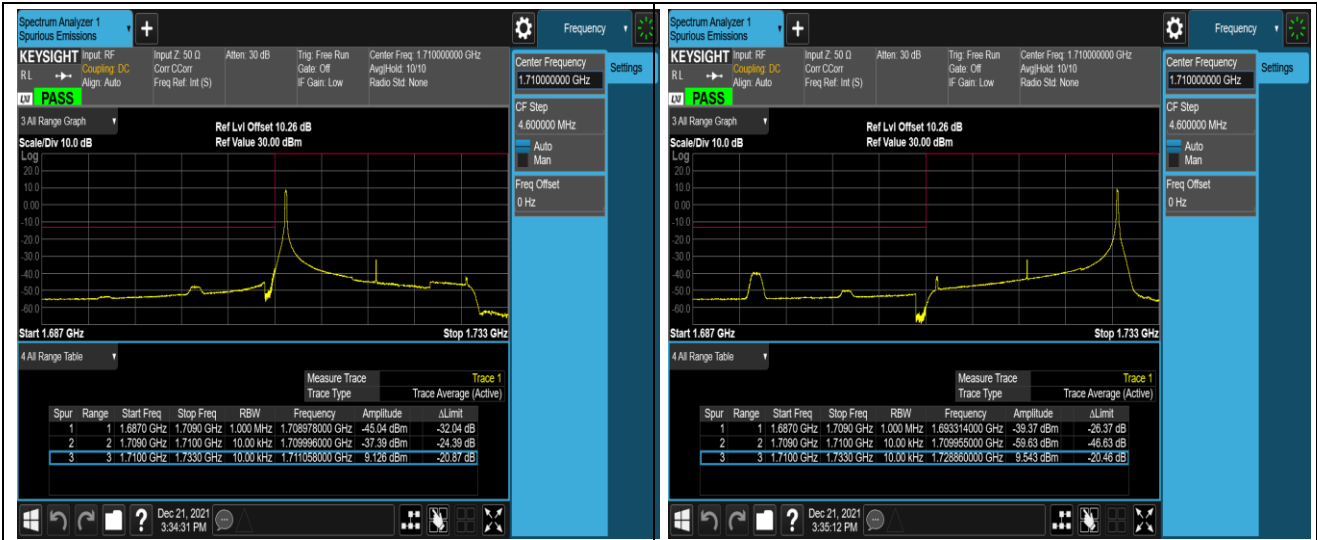 Spectrum Analyzer 1
Spurious Emissions
Frequency
KEYSIGHT
Input: RF
Coupling: DC
Align: Auto
Input Z: 50 Ω
Corr CCorr
Freq Ref: Int (S)
Atten: 30 dB
Trig: Free Run
Gate: Off
IF Gain: Low
Center Freq: 1.710000000 GHz
Avg|Hold: 10/10
Radio Std: None
R L
LXI
PASS
Center Frequency
1.710000000 GHz
Settings
CF Step
4.600000 MHz
Auto
Man
Freq Offset
0 Hz
3 All Range Graph
Scale/Div 10.0 dB
Ref Lvl Offset 10.26 dB
Ref Value 30.00 dBm
Log
20.0
10.0
0.00
-10.0
-20.0
-30.0
-40.0
-50.0
-60.0
Start 1.687 GHz
Stop 1.733 GHz
4 All Range Table
Measure Trace Trace 1
Trace Type Trace Average (Active)
Spur Range Start Freq Stop Freq RBW Frequency Amplitude ΔLimit
1 1 1.6870 GHz 1.7090 GHz 1.000 MHz 1.708978000 GHz -45.04 dBm -32.04 dB
2 2 1.7090 GHz 1.7100 GHz 10.00 kHz 1.709996000 GHz -37.39 dBm -24.39 dB
3 3 1.7100 GHz 1.7330 GHz 10.00 kHz 1.711058000 GHz 9.126 dBm -20.87 dB
?
Dec 21, 2021
3:34:31 PM
Spectrum Analyzer 1
Spurious Emissions
Frequency
KEYSIGHT
Input: RF
Coupling: DC
Align: Auto
Input Z: 50 Ω
Corr CCorr
Freq Ref: Int (S)
Atten: 30 dB
Trig: Free Run
Gate: Off
IF Gain: Low
Center Freq: 1.710000000 GHz
Avg|Hold: 10/10
Radio Std: None
R L
LXI
PASS
Center Frequency
1.710000000 GHz
Settings
CF Step
4.600000 MHz
Auto
Man
Freq Offset
0 Hz
3 All Range Graph
Scale/Div 10.0 dB
Ref Lvl Offset 10.26 dB
Ref Value 30.00 dBm
Log
20.0
10.0
0.00
-10.0
-20.0
-30.0
-40.0
-50.0
-60.0
Start 1.687 GHz
Stop 1.733 GHz
4 All Range Table
Measure Trace Trace 1
Trace Type Trace Average (Active)
Spur Range Start Freq Stop Freq RBW Frequency Amplitude ΔLimit
1 1 1.6870 GHz 1.7090 GHz 1.000 MHz 1.693314000 GHz -39.37 dBm -26.37 dB
2 2 1.7090 GHz 1.7100 GHz 10.00 kHz 1.709955000 GHz -59.63 dBm -46.63 dB
3 3 1.7100 GHz 1.7330 GHz 10.00 kHz 1.728860000 GHz 9.543 dBm -20.46 dB
?
Dec 21, 2021
3:35:12 PM